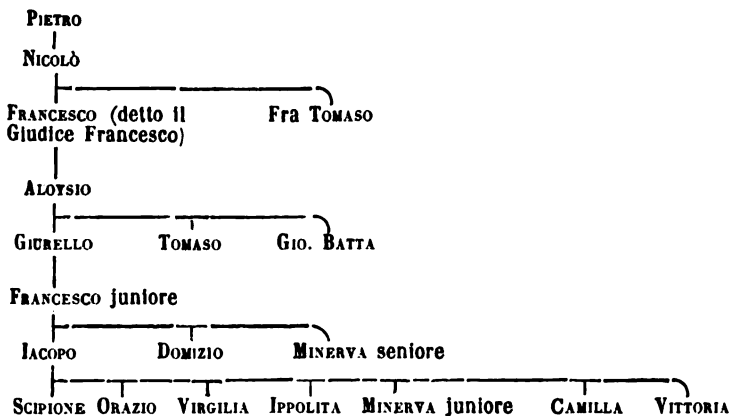 PIETRO
NICOLÒ
FRANCESCO (detto il Fra TOMASO
Giudice Francesco)
ALOYSIO
GIURELLO TOMASO GIO. BATTA
FRANCESCO juniore
IACOPO DOMIZIO MINERVA seniore
SCIPIONE ORAZIO VIRGILIA IPPOLITA MINERVA juniore CAMILLA VITTORIA